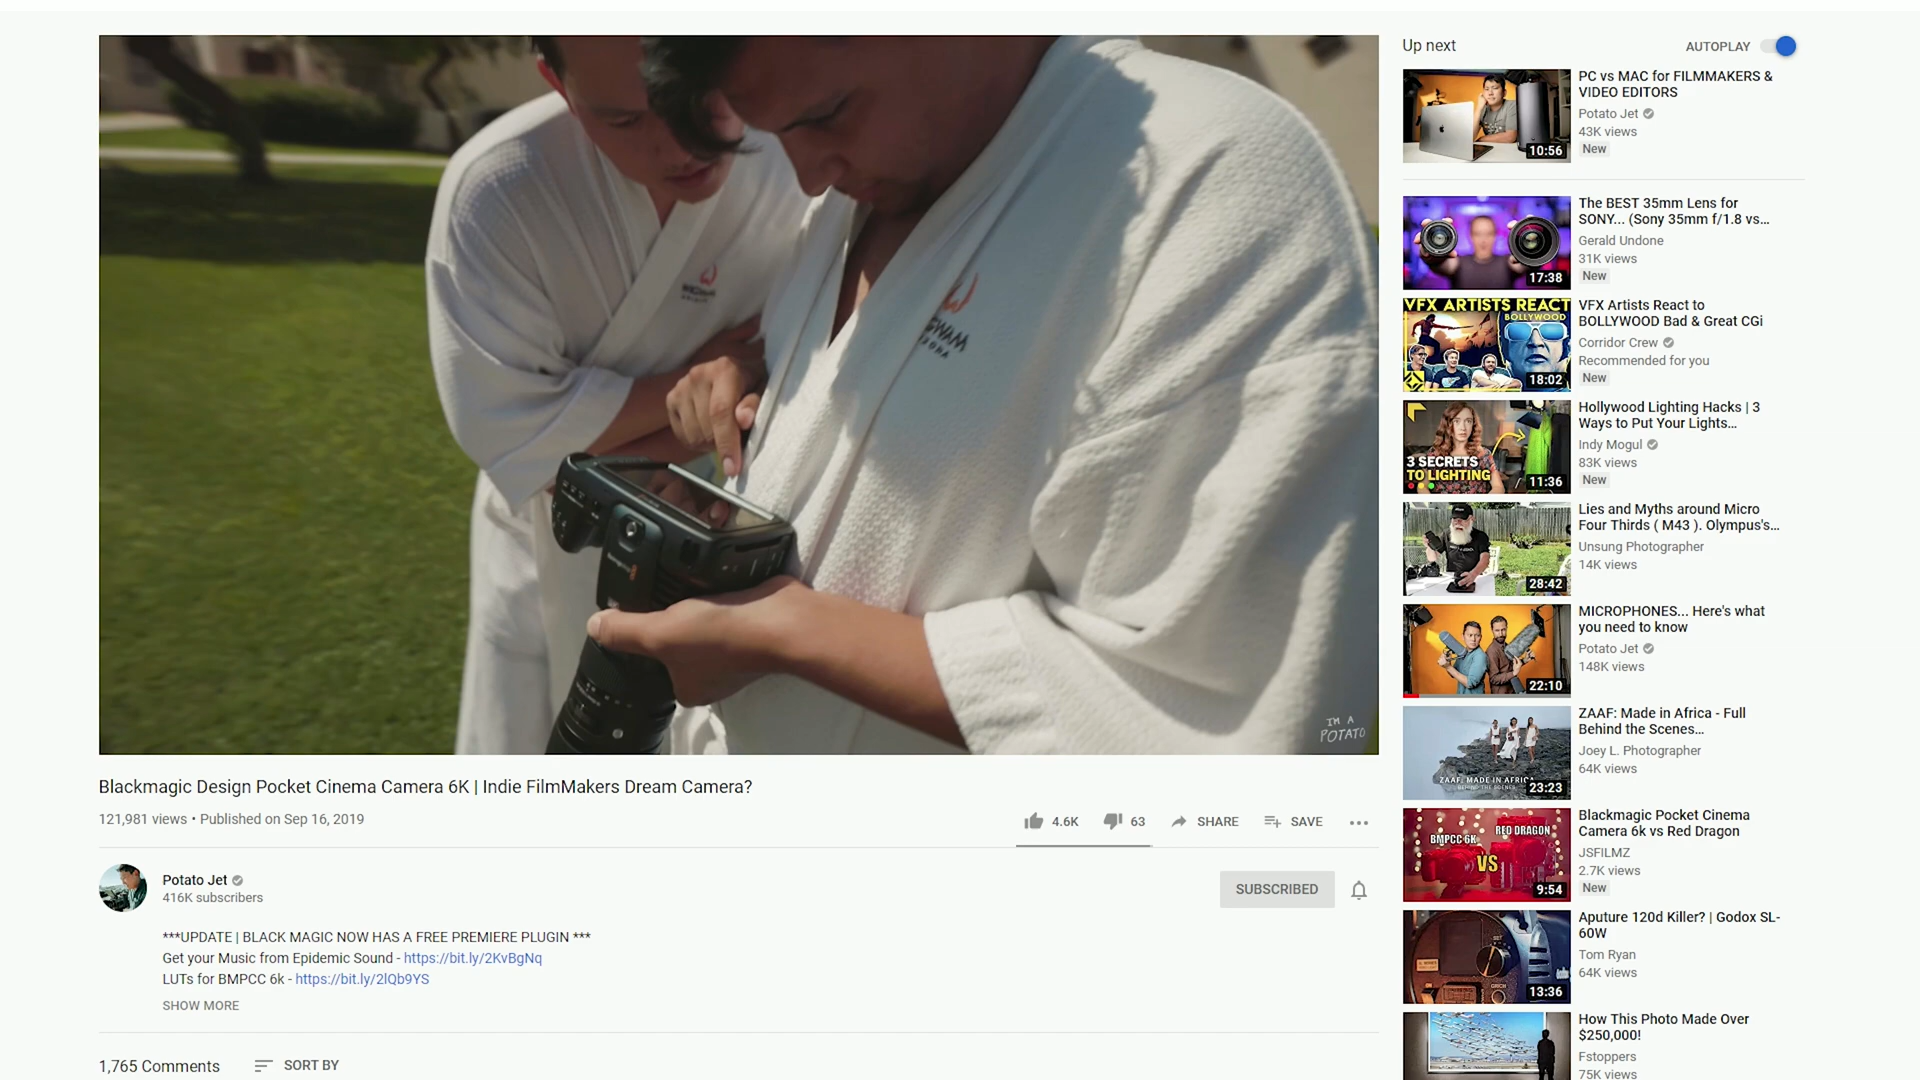 IM A
POTATO
Blackmagic Design Pocket Cinema Camera 6K | Indie FilmMakers Dream Camera?
121,981 views • Published on Sep 16, 2019
4.6K
63
SHARE
SAVE
Potato Jet
416K subscribers
SUBSCRIBED
***UPDATE | BLACK MAGIC NOW HAS A FREE PREMIERE PLUGIN ***
Get your Music from Epidemic Sound - https://bit.ly/2KvBgNq
LUTs for BMPCC 6k - https://bit.ly/2lQb9YS
SHOW MORE
1,765 Comments
SORT BY
Up next
AUTOPLAY
10:56
PC vs MAC for FILMMAKERS &
VIDEO EDITORS
Potato Jet
43K views
New
17:38
The BEST 35mm Lens for
SONY... (Sony 35mm f/1.8 vs...
Gerald Undone
31K views
New
VFX ARTISTS REACT
BOLLYWOOD
18:02
VFX Artists React to
BOLLYWOOD Bad & Great CGi
Corridor Crew
Recommended for you
New
3 SECRETS
TO LIGHTING
11:36
Hollywood Lighting Hacks | 3
Ways to Put Your Lights...
Indy Mogul
83K views
New
28:42
Lies and Myths around Micro
Four Thirds ( M43 ). Olympus's...
Unsung Photographer
14K views
22:10
MICROPHONES... Here's what
you need to know
Potato Jet
148K views
ZAAF: MADE IN AFRICA
BEHIND THE SCENES
23:23
ZAAF: Made in Africa - Full
Behind the Scenes...
Joey L. Photographer
64K views
BMPCC 6K
RED DRAGON
VS
9:54
Blackmagic Pocket Cinema
Camera 6k vs Red Dragon
JSFILMZ
2.7K views
New
13:36
Aputure 120d Killer? | Godox SL-
60W
Tom Ryan
64K views
How This Photo Made Over
$250,000!
Fstoppers
75K views